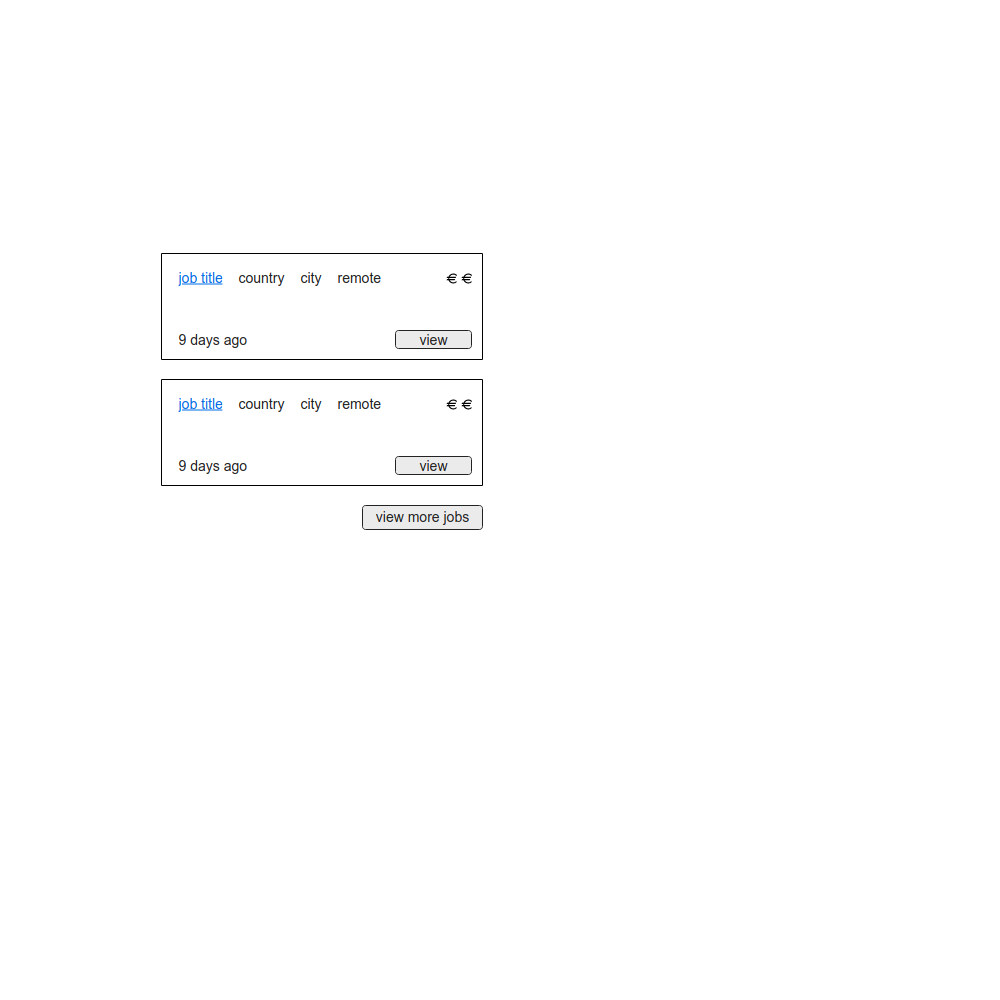 job title country city remote € €
9 days ago view
job title country city remote € €
9 days ago view
view more jobs